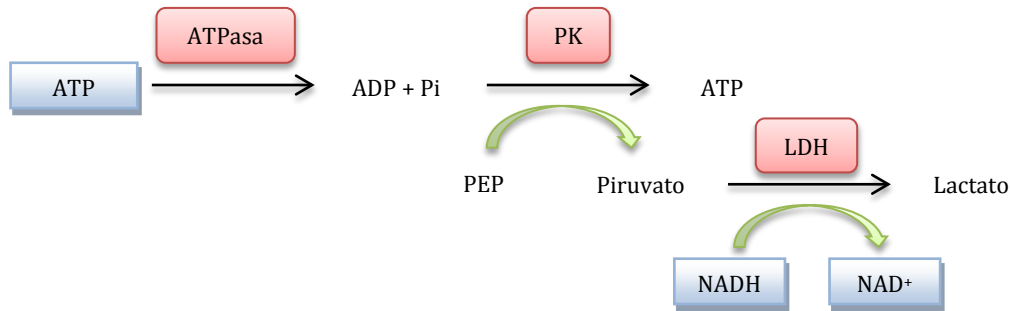 ATPasa
PK
ATP
ADP + Pi
ATP
LDH
PEP
Piruvato
Lactato
NADH
NAD⁺